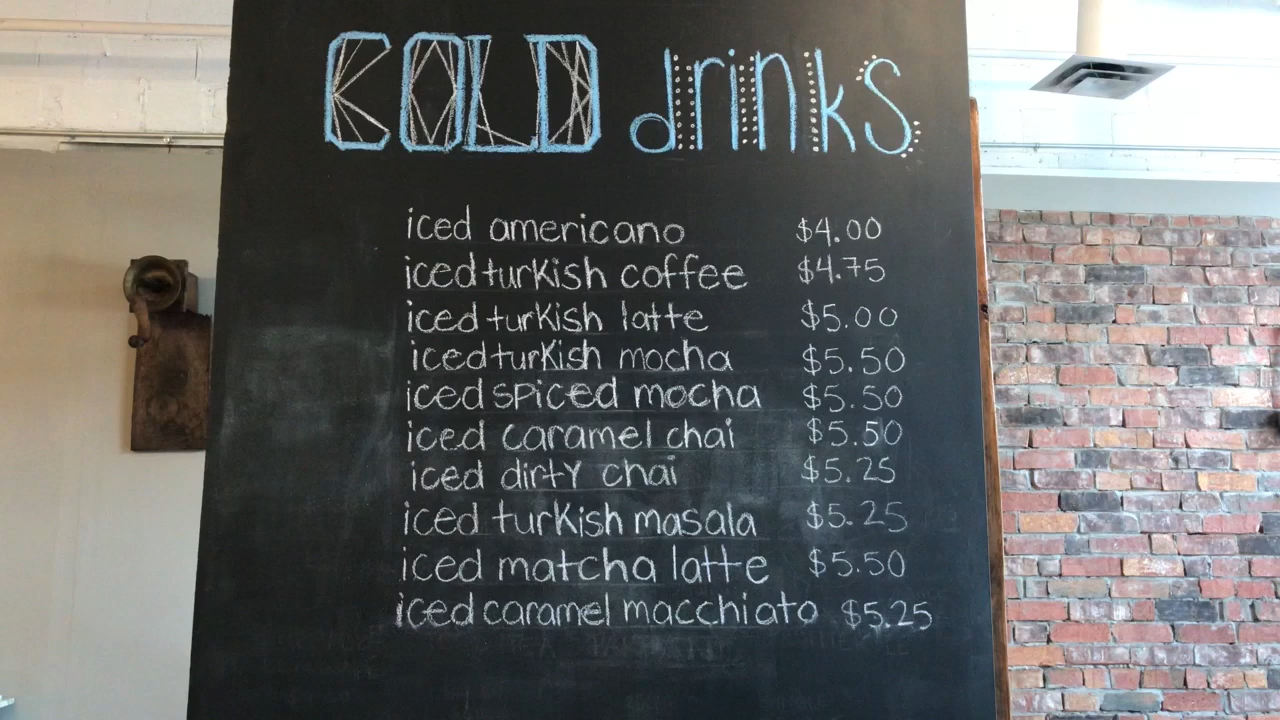 COLD drinks
iced americano $4.00
iced turkish coffee $4.75
iced turkish latte $5.00
iced turkish mocha $5.50
iced spiced mocha $5.50
iced caramel chai $5.50
iced dirty chai $5.25
iced turkish masala $5.25
iced matcha latte $5.50
iced caramel macchiato $5.25